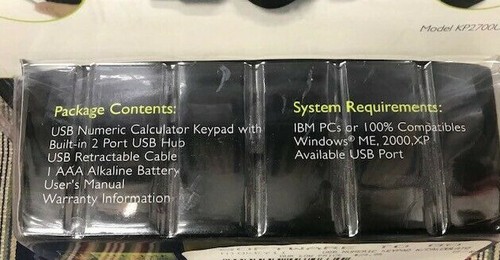 Model KP2700U
Package Contents:
USB Numeric Calculator Keypad with
Built-in 2 Port USB Hub
USB Retractable Cable
1 AAA Alkaline Battery
User's Manual
Warranty Information
System Requirements:
IBM PCs or 100% Compatibles
Windows® ME, 2000,XP
Available USB Port